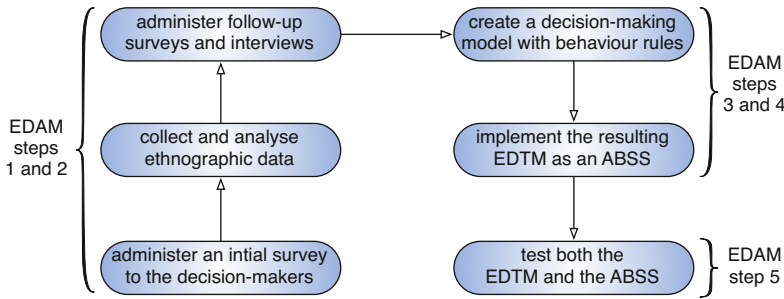 administer follow-up
surveys and interviews
create a decision-making
model with behaviour rules
EDAM
steps
1 and 2
collect and analyse
ethnographic data
implement the resulting
EDTM as an ABSS
EDAM
steps
3 and 4
administer an intial survey
to the decision-makers
test both the
EDTM and the ABSS
EDAM
step 5